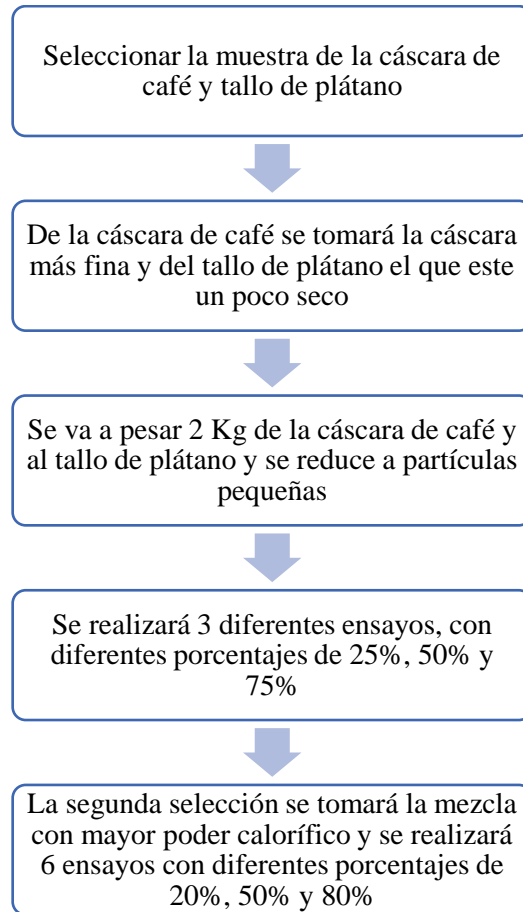 Seleccionar la muestra de la cáscara de
café y tallo de plátano
De la cáscara de café se tomará la cáscara
más fina y del tallo de plátano el que este
un poco seco
Se va a pesar 2 Kg de la cáscara de café y
al tallo de plátano y se reduce a partículas
pequeñas
Se realizará 3 diferentes ensayos, con
diferentes porcentajes de 25%, 50% y
75%
La segunda selección se tomará la mezcla
con mayor poder calorífico y se realizará
6 ensayos con diferentes porcentajes de
20%, 50% y 80%